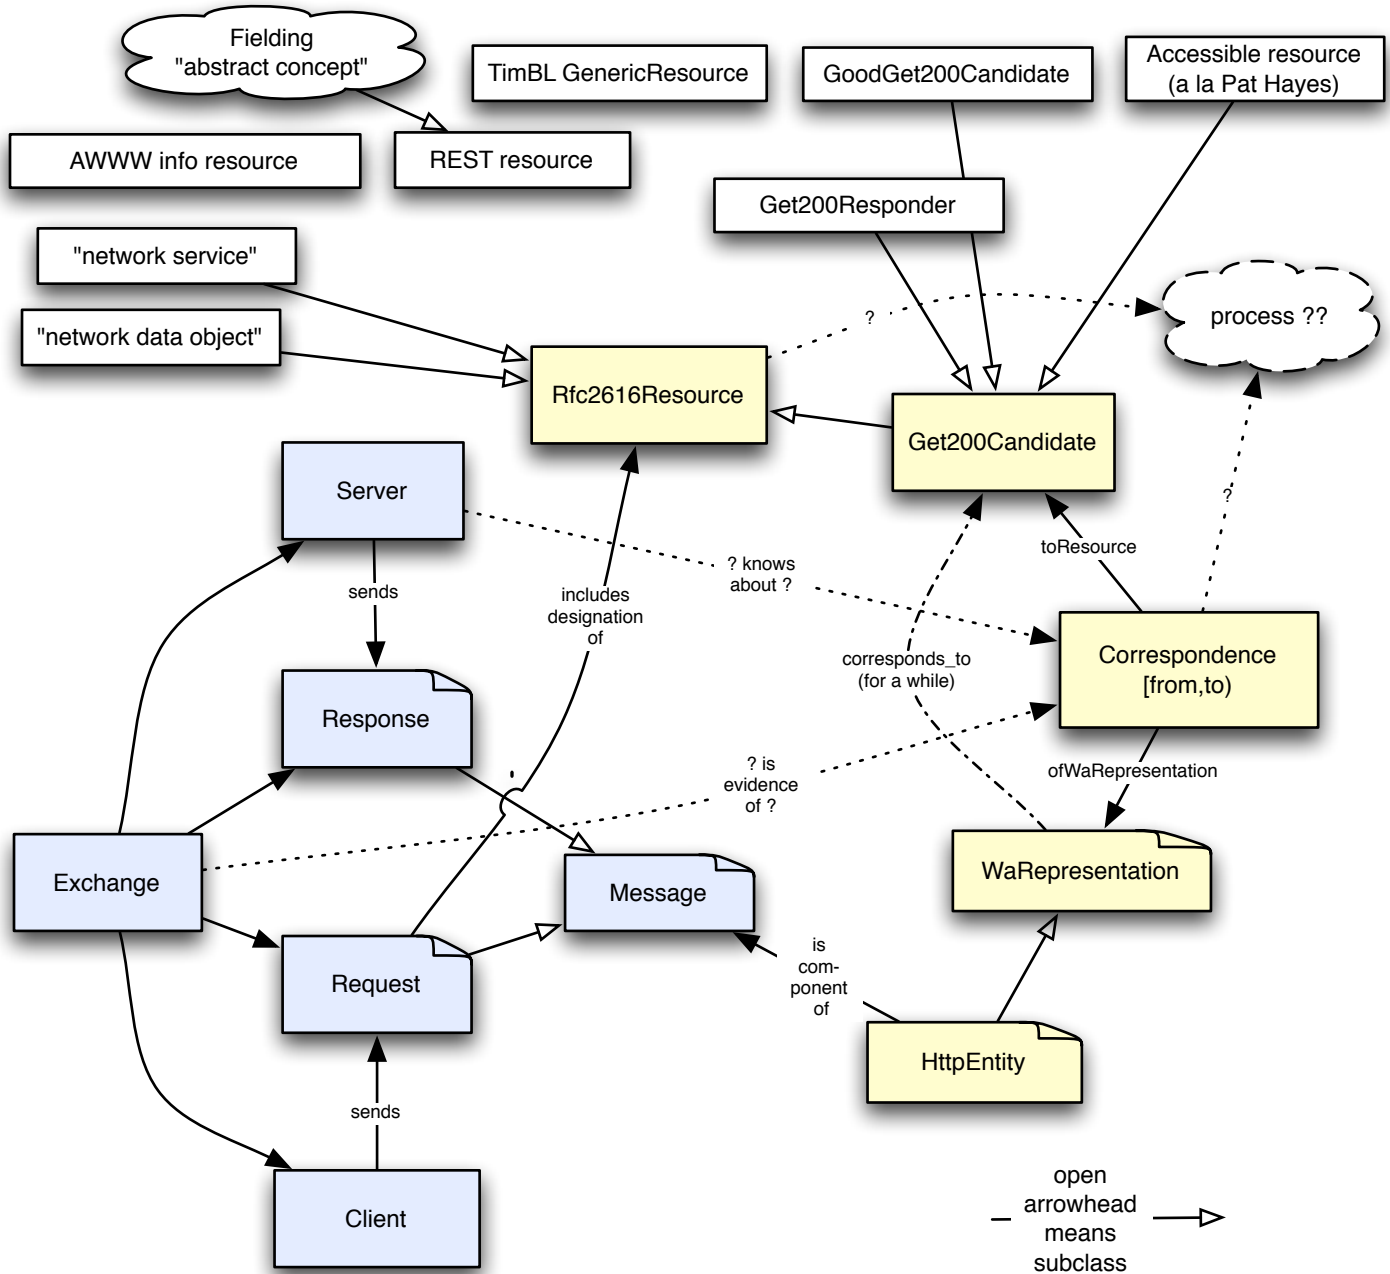 Fielding
"abstract concept"
TimBL GenericResource
GoodGet200Candidate
Accessible resource
(a la Pat Hayes)
AWWW info resource
REST resource
Get200Responder
"network service"
"network data object"
?
process ??
Rfc2616Resource
Get200Candidate
Server
?
toResource
? knows
about ?
sends
includes
designation
of
corresponds_to
(for a while)
Correspondence
[from,to)
Response
? is
evidence
of ?
ofWaRepresentation
Exchange
Message
WaRepresentation
is
com-
ponent
of
Request
HttpEntity
sends
Client
open
arrowhead
means
subclass